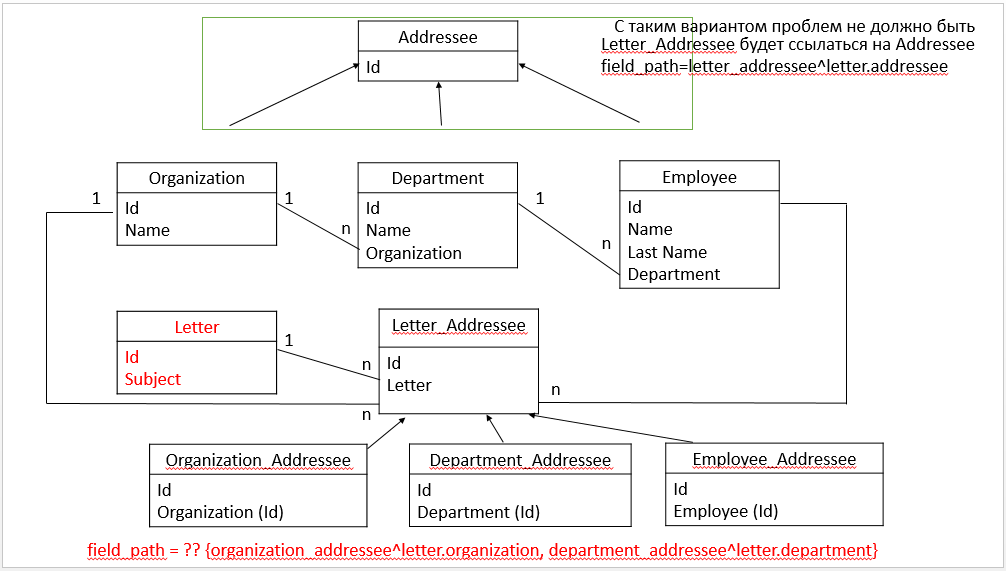 С таким вариантом проблем не должно быть
Letter_Addressee будет ссылаться на Addressee
field_path=letter_addressee^letter.addressee
Addressee
Id
Organization
Id
Name
Department
Id
Name
Organization
Employee
Id
Name
Last Name
Department
1
1
n
1
n
Letter
Id
Subject
1
n
Letter_Addressee
Id
Letter
n
n
Organization_Addressee
Id
Organization (Id)
Department_Addressee
Id
Department (Id)
Employee_Addressee
Id
Employee (Id)
field_path = ?? {organization_addressee^letter.organization, department_addressee^letter.department}